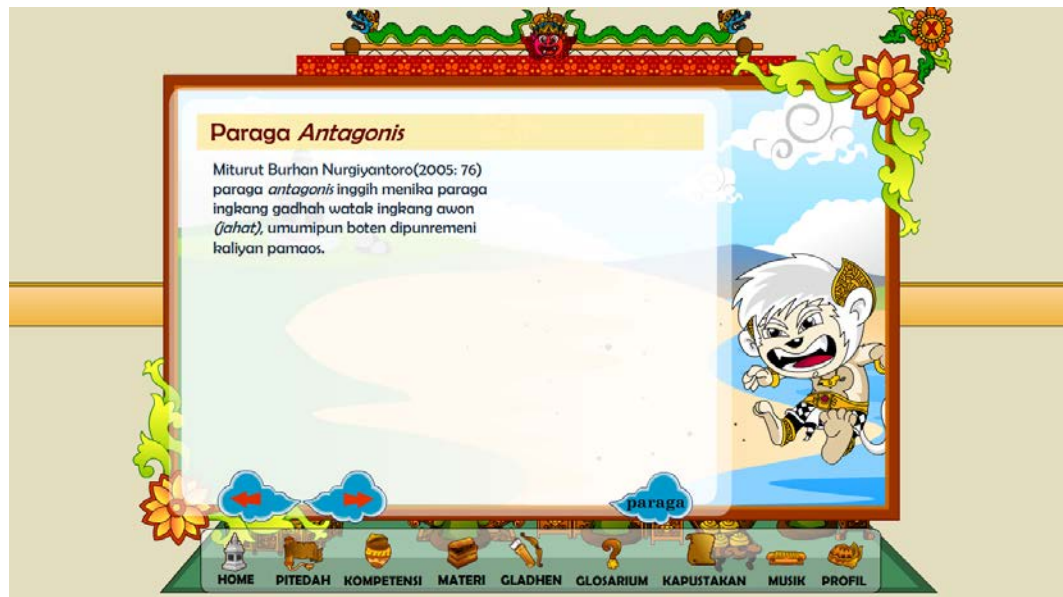 Paraga Antagonis
Miturut Burhan Nurgiyantoro(2005: 76)
paraga antagonis inggih menika paraga
ingkang gadhah watak ingkang awon
(jahat), umumipun boten dipunremeni
kaliyan pamaos.
paraga
HOME PITEDAH KOMPETENSI MATERI GLADHEN GLOSARIUM KAPUSTAKAN MUSIK PROFIL